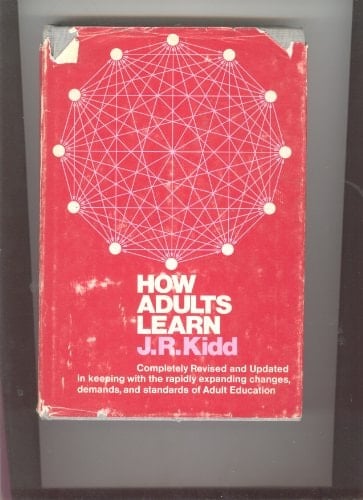 HOW
ADULTS
LEARN
J.R.Kidd
Completely Revised and Updated
in keeping with the rapidly expanding changes,
demands, and standards of Adult Education